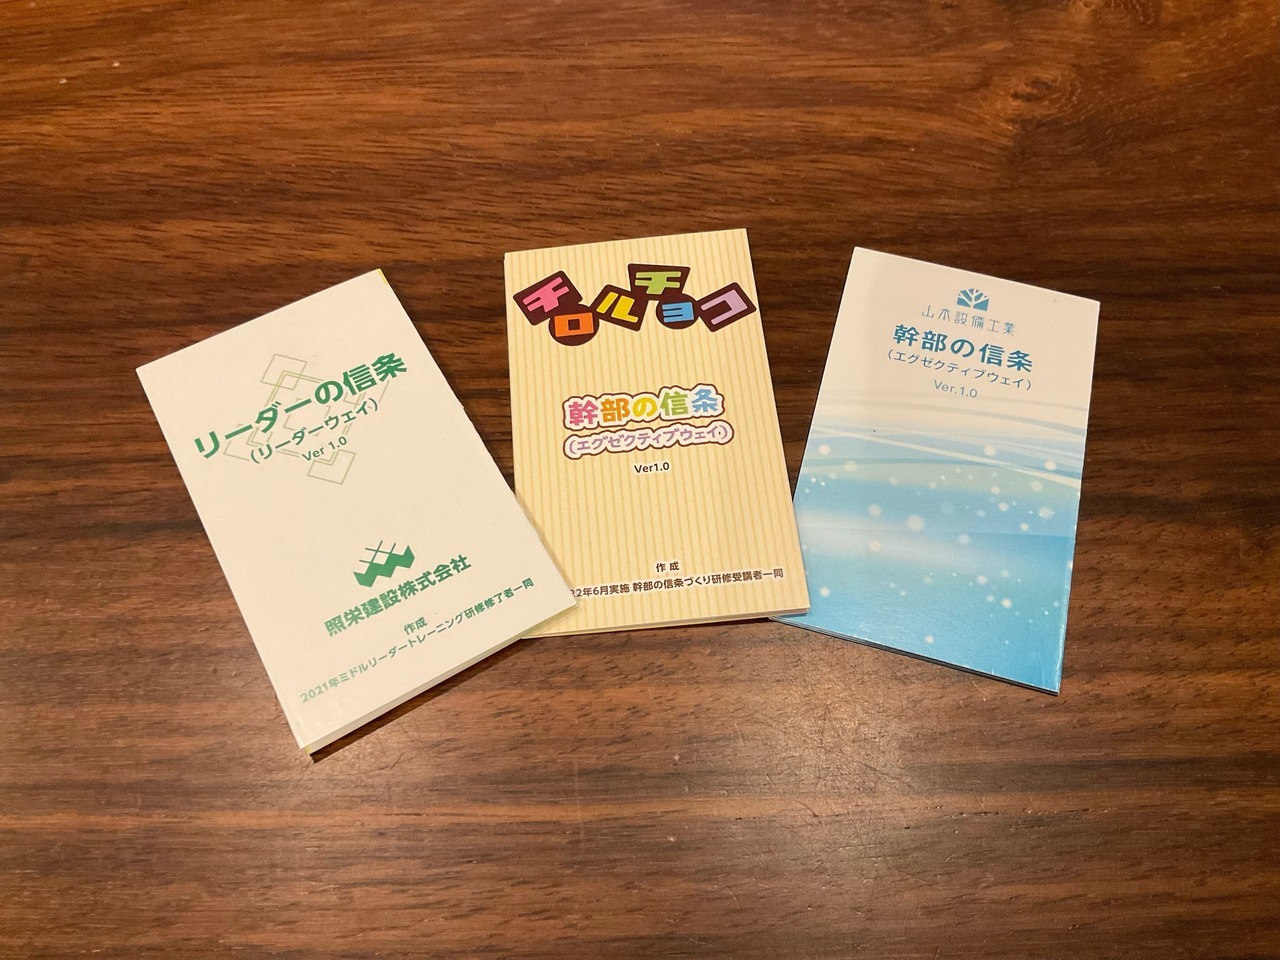 リーダーの信条
(リーダーウェイ)
Ver 1.0
照栄建設株式会社
作成
2021年ミドルリーダートレーニング研修修了者一同
チロルチョコ
幹部の信条
(エグゼクティブウェイ)
Ver1.0
作成
22年6月実施 幹部の信条づくり研修受講者一同
山本設備工業
幹部の信条
(エグゼクティブウェイ)
Ver.1.0